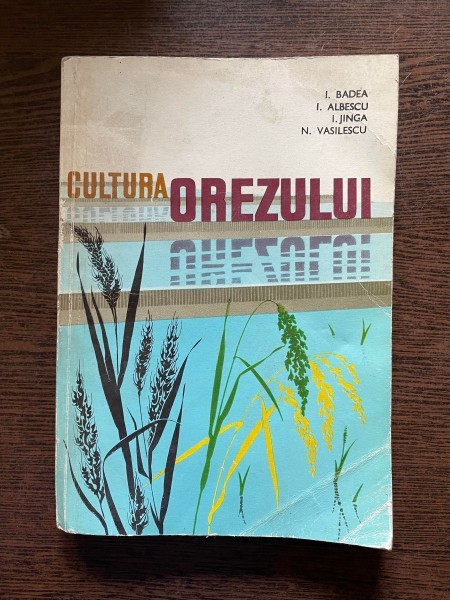 I. BADEA
I. ALBESCU
I. JINGA
N. VASILESCU
CULTURA OREZULUI